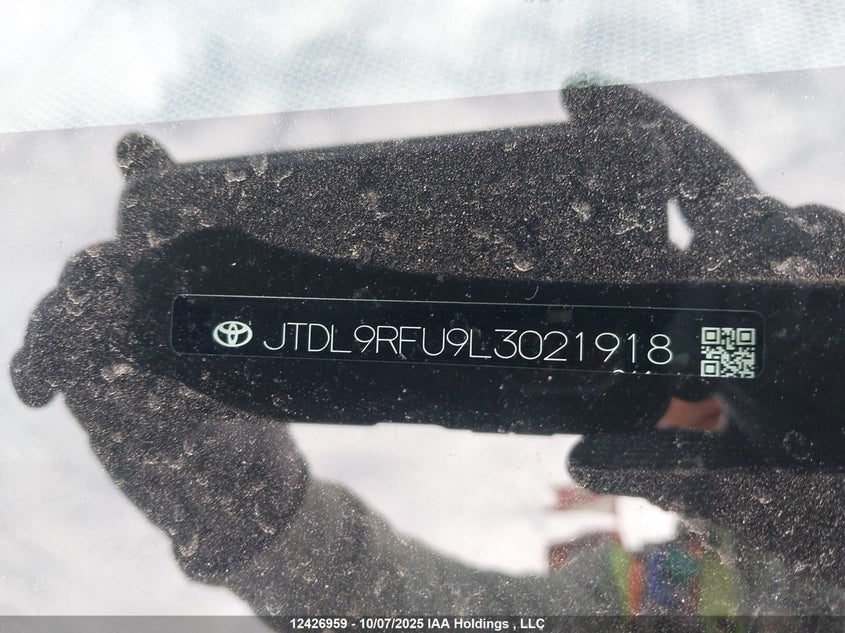 JTDL9RFU9L3021918
12426959 - 10/07/2025 IAA Holdings , LLC